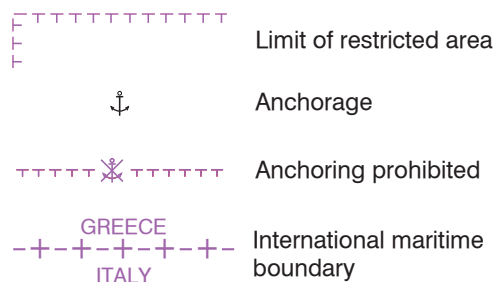 Limit of restricted area
Anchorage
Anchoring prohibited
GREECE
ITALY
International maritime
boundary